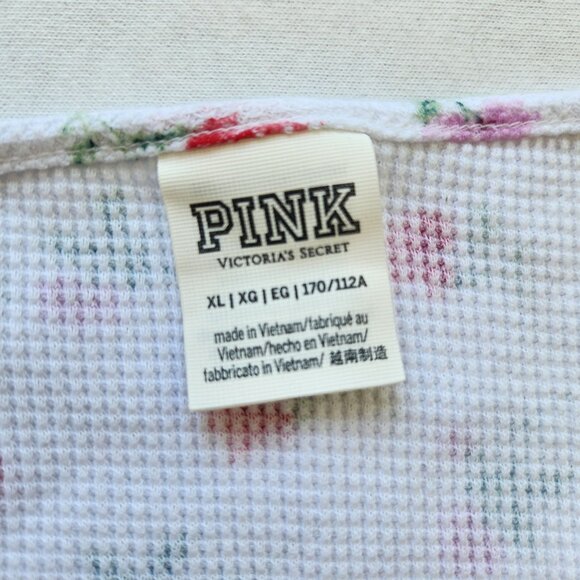 PINK
VICTORIA'S SECRET
XL | XG | EG | 170/112A
made in Vietnam/fabriqué au
Vietnam/hecho en Vietnam/
fabbricato in Vietnam/ 越南制造